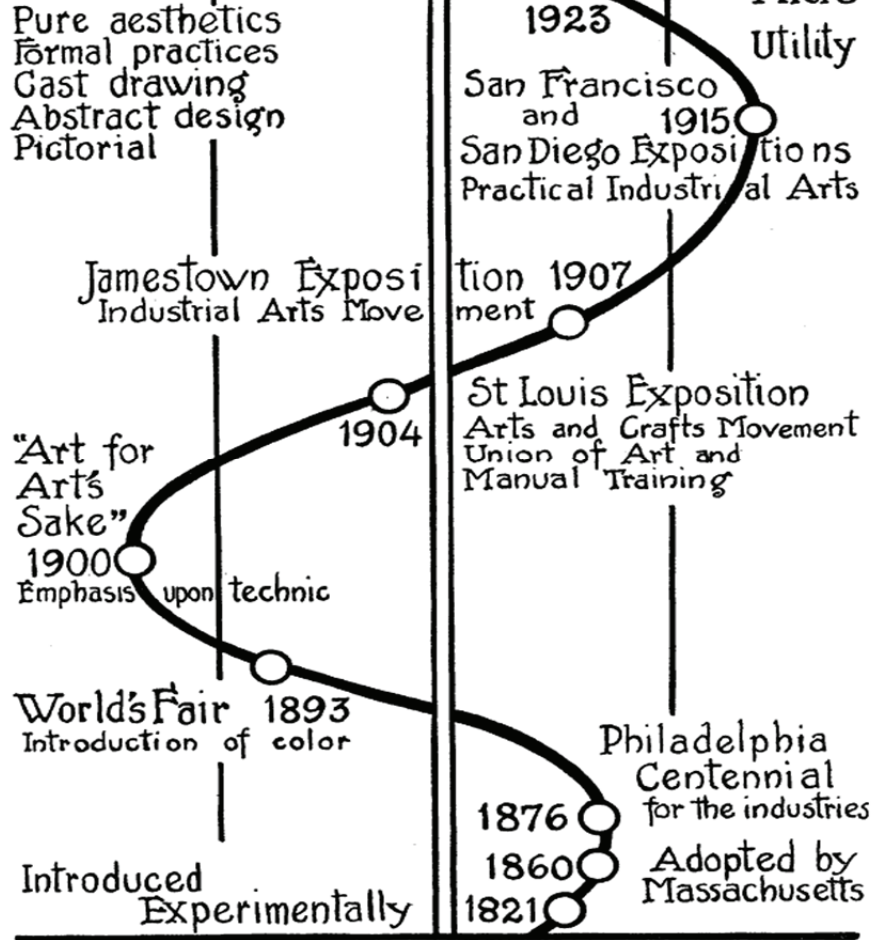 Pure aesthetics
Formal practices
Cast drawing
Abstract design
Pictorial
1923
Utility
San Francisco
and 1915
San Diego Expositions
Practical Industrial Arts
Jamestown Exposition 1907
Industrial Arts Movement
1904
St Louis Exposition
Arts and Crafts Movement
Union of Art and
Manual Training
"Art for
Art's
Sake"
1900
Emphasis upon technic
World's Fair 1893
Introduction of color
Philadelphia
Centennial
for the industries
1876
1860
Adopted by
Massachusetts
Introduced
Experimentally
1821